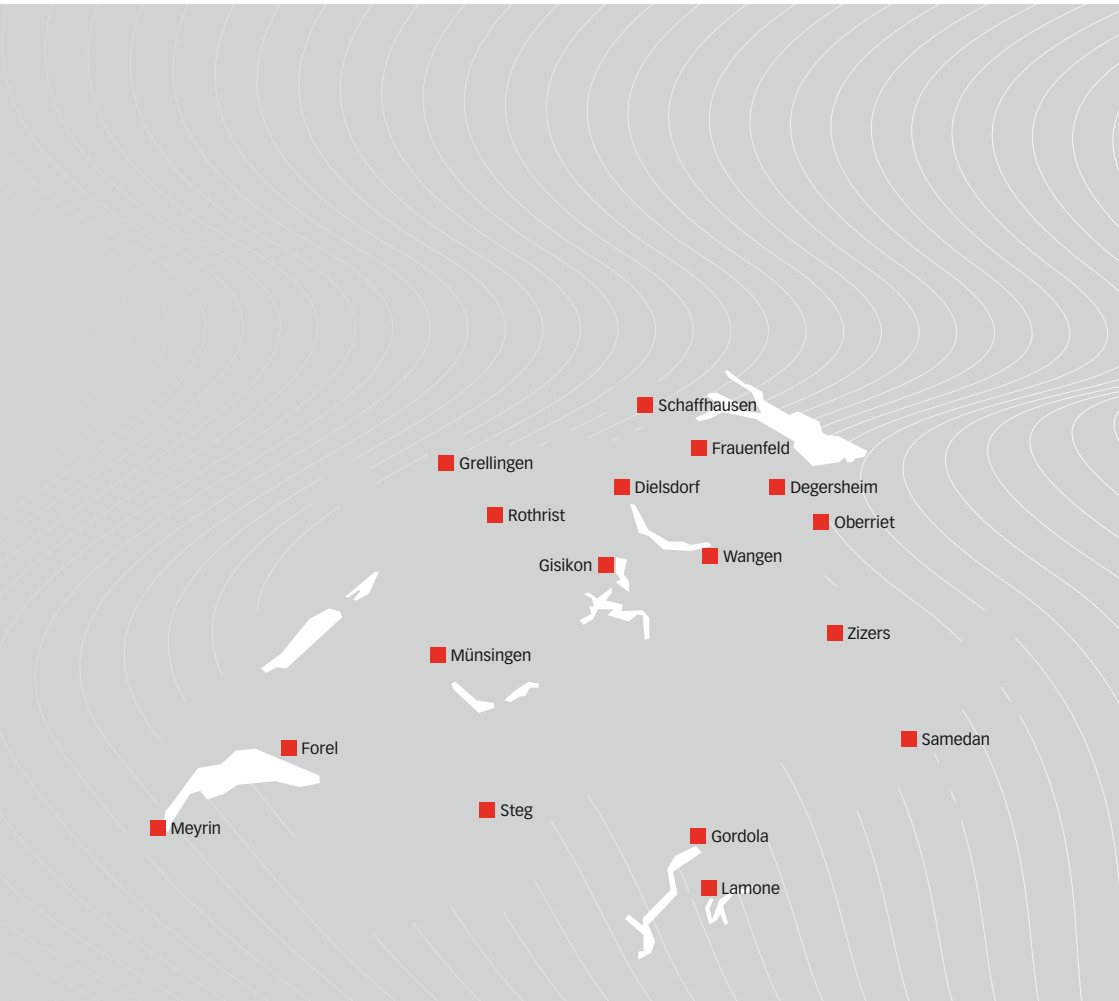 Schaffhausen
Frauenfeld
Grellingen
Dielsdorf
Degersheim
Rothrist
Oberriet
Wangen
Gisikon
Zizers
Münsingen
Samedan
Forel
Steg
Meyrin
Gordola
Lamone